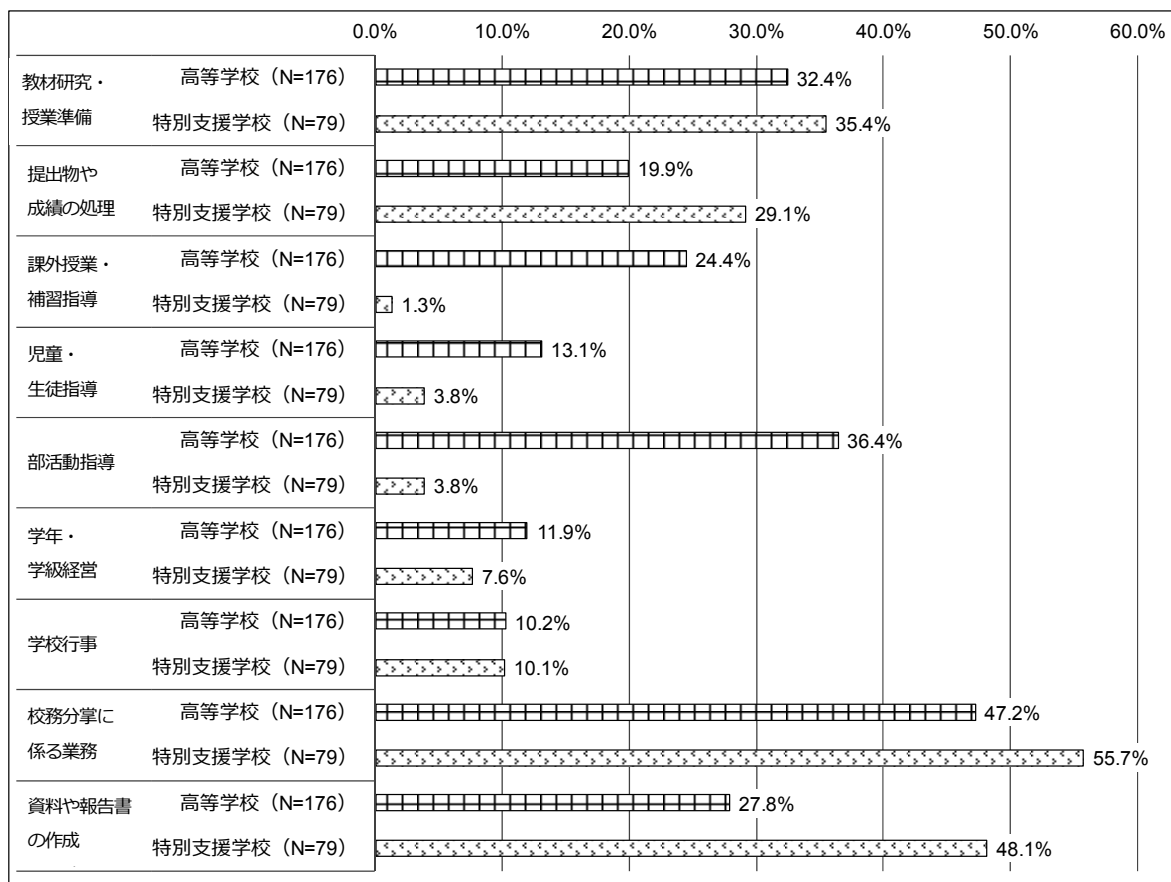 0.0% 10.0% 20.0% 30.0% 40.0% 50.0% 60.0%
教材研究・
授業準備
高等学校（N=176） 32.4%
特別支援学校（N=79） 35.4%
提出物や
成績の処理
高等学校（N=176） 19.9%
特別支援学校（N=79） 29.1%
課外授業・
補習指導
高等学校（N=176） 24.4%
特別支援学校（N=79） 1.3%
児童・
生徒指導
高等学校（N=176） 13.1%
特別支援学校（N=79） 3.8%
部活動指導
高等学校（N=176） 36.4%
特別支援学校（N=79） 3.8%
学年・
学級経営
高等学校（N=176） 11.9%
特別支援学校（N=79） 7.6%
学校行事
高等学校（N=176） 10.2%
特別支援学校（N=79） 10.1%
校務分掌に
係る業務
高等学校（N=176） 47.2%
特別支援学校（N=79） 55.7%
資料や報告書
の作成
高等学校（N=176） 27.8%
特別支援学校（N=79） 48.1%